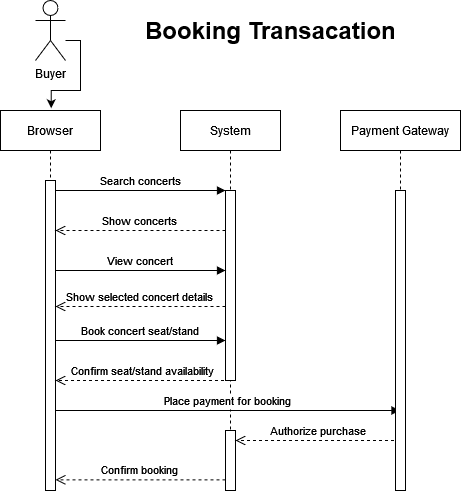 Booking Transacation
Buyer
Browser
System
Payment Gateway
Search concerts
Show concerts
View concert
Show selected concert details
Book concert seat/stand
Confirm seat/stand availability
Place payment for booking
Authorize purchase
Confirm booking